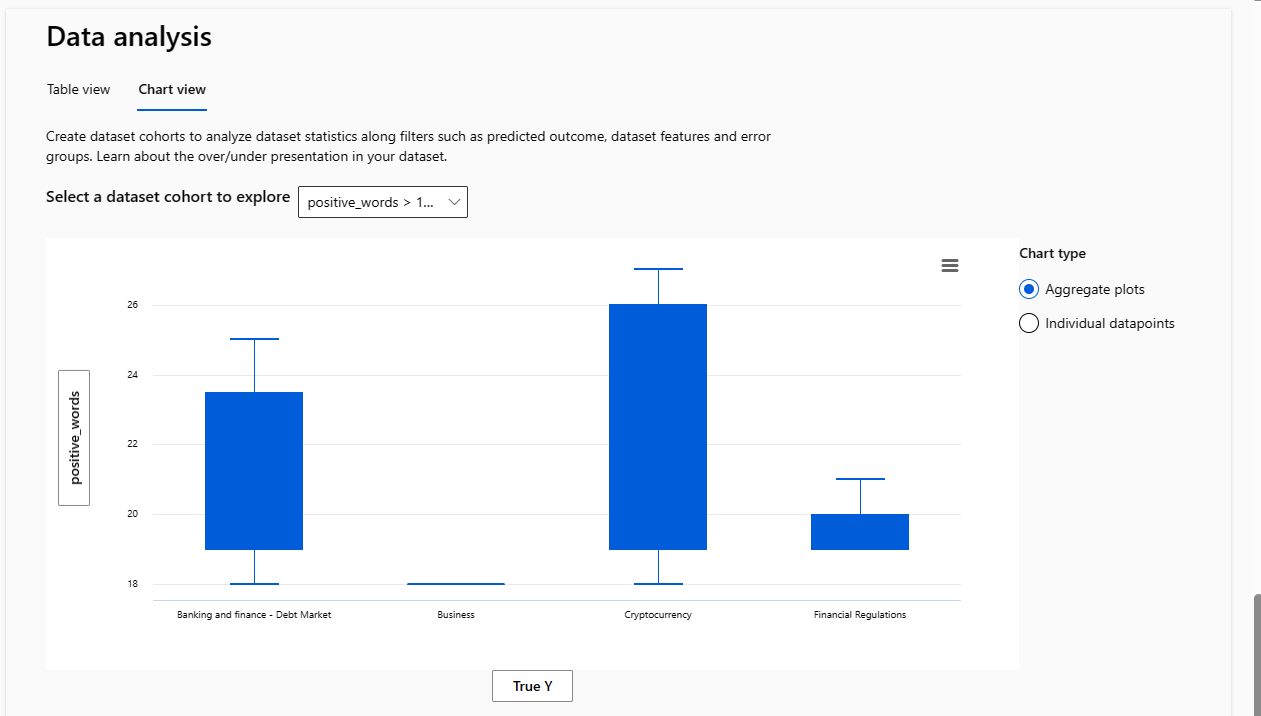 Data analysis
Table view Chart view
Create dataset cohorts to analyze dataset statistics along filters such as predicted outcome, dataset features and error
groups. Learn about the over/under presentation in your dataset.
Select a dataset cohort to explore positive_words > 1...
Chart type
Aggregate plots
Individual datapoints
positive_words
26
24
22
20
18
Banking and finance - Debt Market Business Cryptocurrency Financial Regulations
True Y